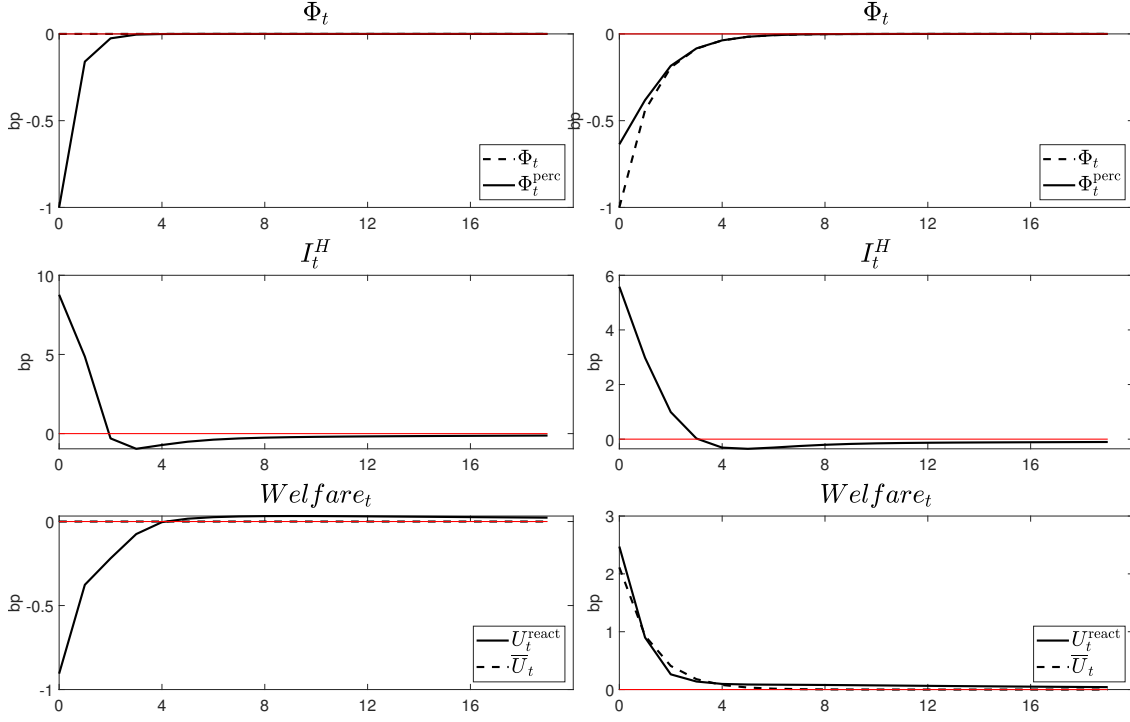 Φ_t
0
-0.5
-1
bp
Φ_t
Φ_t^perc
0 4 8 12 16
Φ_t
0
-0.5
-1
bp
Φ_t
Φ_t^perc
0 4 8 12 16
I_t^H
10
5
0
bp
0 4 8 12 16
I_t^H
6
4
2
0
bp
0 4 8 12 16
Welfare_t
0
-0.5
-1
bp
U_t^react
U̅_t
0 4 8 12 16
Welfare_t
3
2
1
0
bp
U_t^react
U̅_t
0 4 8 12 16